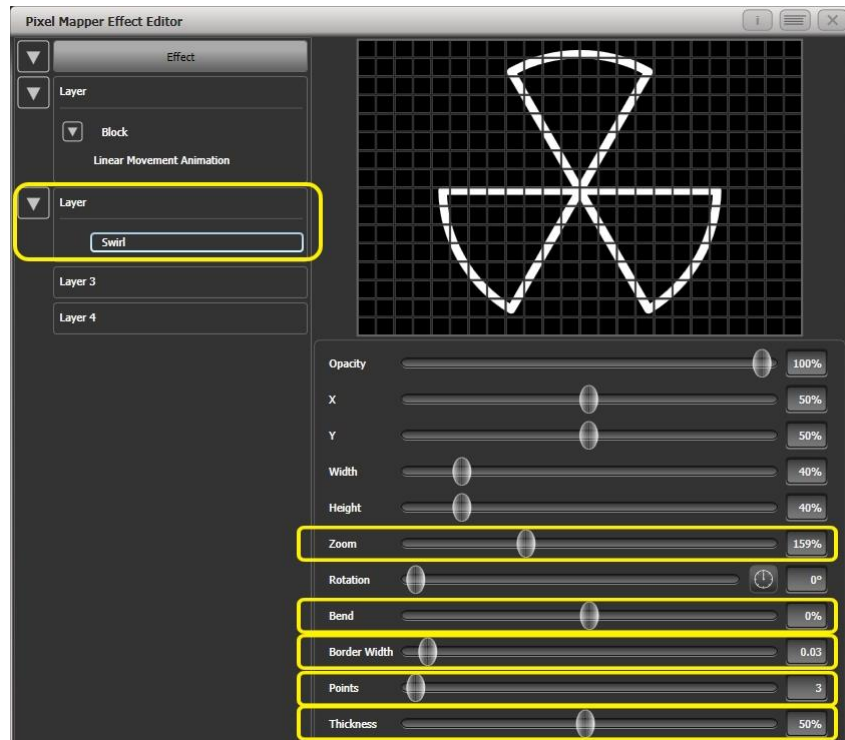 Pixel Mapper Effect Editor
Effect
Layer
Block
Linear Movement Animation
Layer
Swirl
Layer 3
Layer 4
Opacity 100%
X 50%
Y 50%
Width 40%
Height 40%
Zoom 159%
Rotation 0°
Bend 0%
Border Width 0.03
Points 3
Thickness 50%